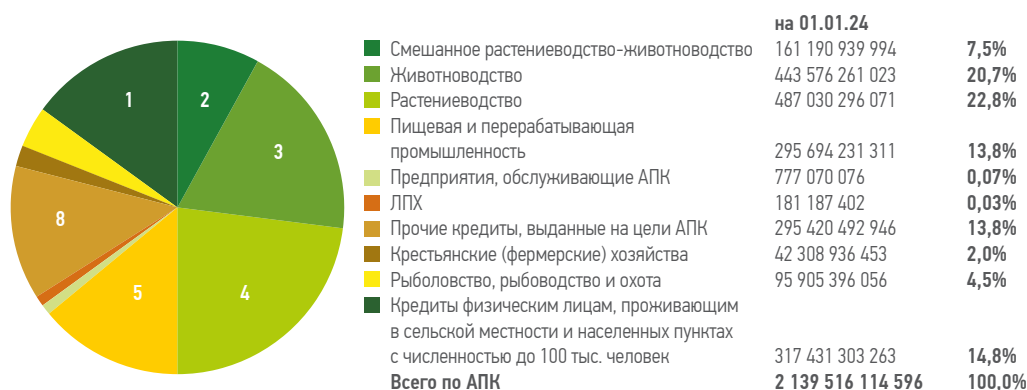 на 01.01.24
Смешанное растениеводство-животноводство 161 190 939 994 7,5%
Животноводство 443 576 261 023 20,7%
Растениеводство 487 030 296 071 22,8%
Пищевая и перерабатывающая
промышленность 295 694 231 311 13,8%
Предприятия, обслуживающие АПК 777 070 076 0,07%
ЛПХ 181 187 402 0,03%
Прочие кредиты, выданные на цели АПК 295 420 492 946 13,8%
Крестьянские (фермерские) хозяйства 42 308 936 453 2,0%
Рыболовство, рыбоводство и охота 95 905 396 056 4,5%
Кредиты физическим лицам, проживающим
в сельской местности и населенных пунктах
с численностью до 100 тыс. человек 317 431 303 263 14,8%
Всего по АПК 2 139 516 114 596 100,0%
1
2
3
4
5
8